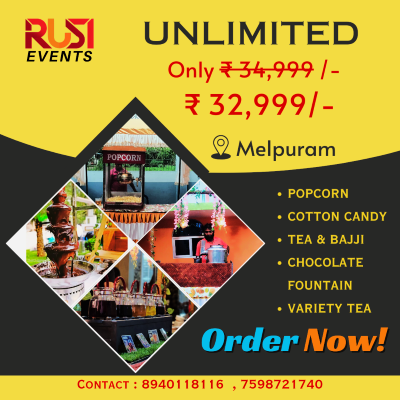 RUSI
EVENTS
UNLIMITED
Only ₹ 34,999 /-
₹ 32,999/-
Melpuram
POPCORN
• POPCORN
• COTTON CANDY
• TEA & BAJJI
• CHOCOLATE
FOUNTAIN
• VARIETY TEA
Order Now!
CONTACT : 8940118116 , 7598721740